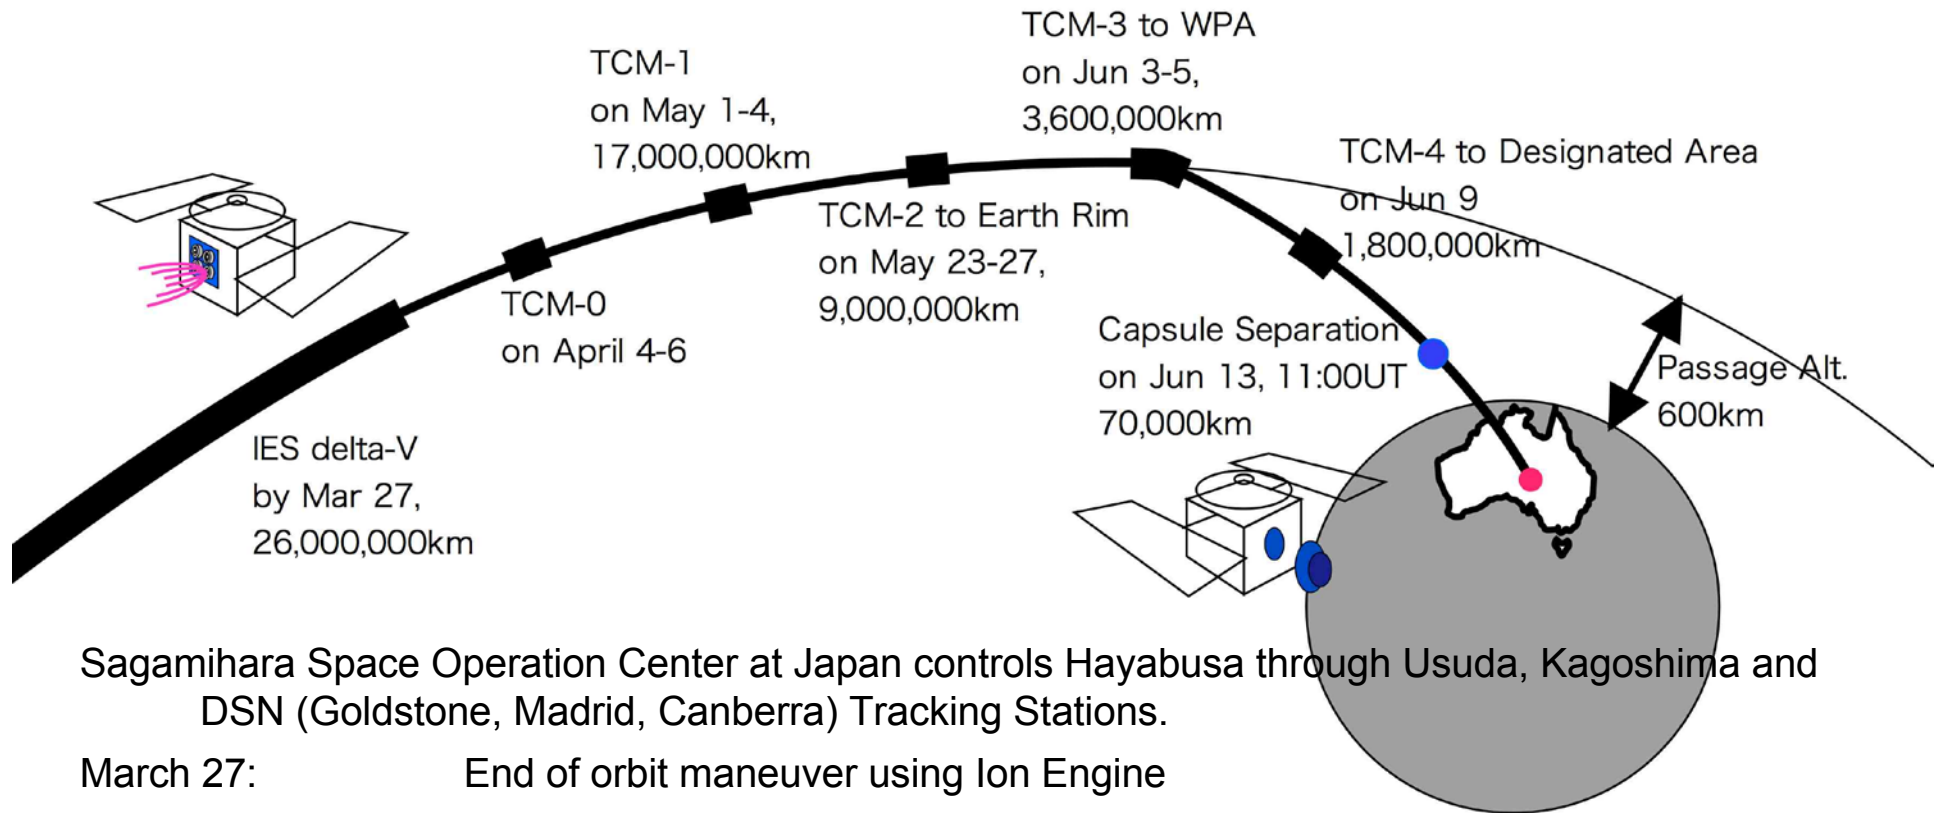 TCM-3 to WPA
on Jun 3-5,
3,600,000km
TCM-1
on May 1-4,
17,000,000km
TCM-4 to Designated Area
on Jun 9
1,800,000km
TCM-2 to Earth Rim
on May 23-27,
9,000,000km
TCM-0
on April 4-6
Capsule Separation
on Jun 13, 11:00UT
70,000km
Passage Alt.
600km
IES delta-V
by Mar 27,
26,000,000km
Sagamihara Space Operation Center at Japan controls Hayabusa through Usuda, Kagoshima and
DSN (Goldstone, Madrid, Canberra) Tracking Stations.
March 27: End of orbit maneuver using Ion Engine